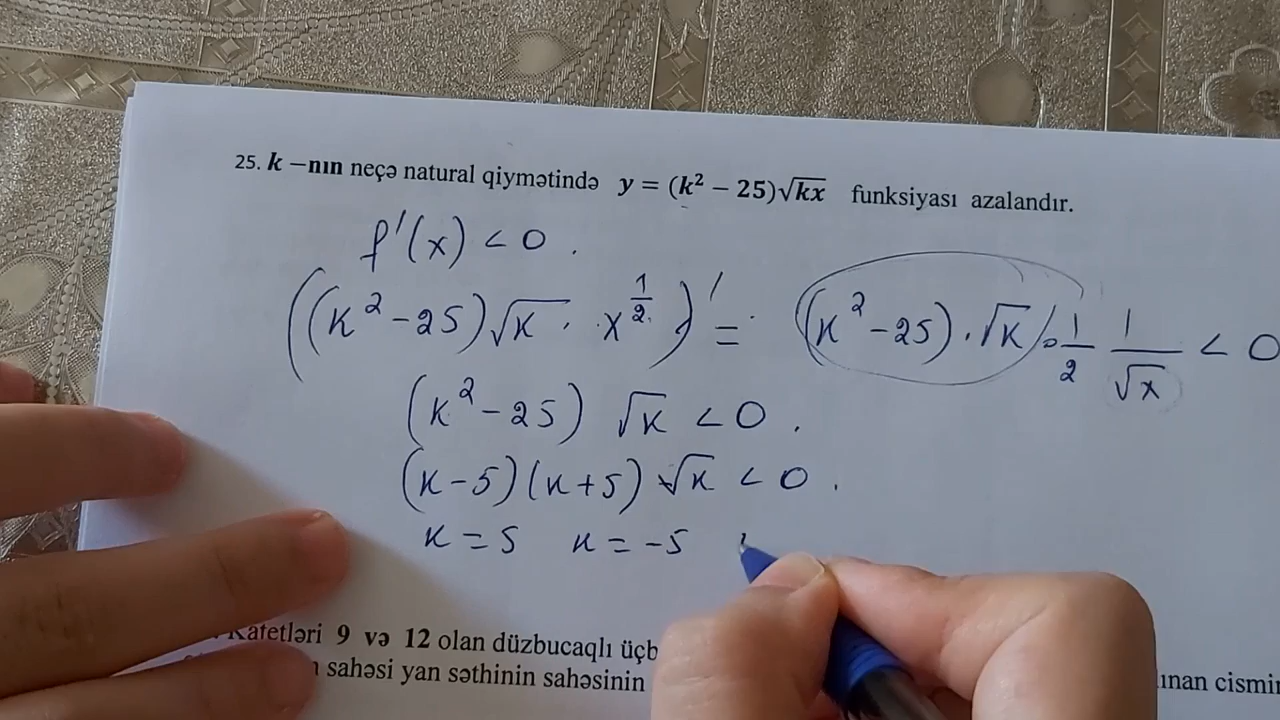 25. k –nın neçə natural qiymətində y = (k² – 25)√kx funksiyası azalandır.
f'(x) < 0 .
((k² - 25)√k · x^(1/2))' = (k² - 25) · √k · 1/2 1/√x < 0
(k² - 25) √k < 0 .
(k - 5)(k + 5) √k < 0 .
k = 5 k = -5
Katetləri 9 və 12 olan düzbucaqlı üçb
sahəsi yan səthinin sahəsinin ınan cismin